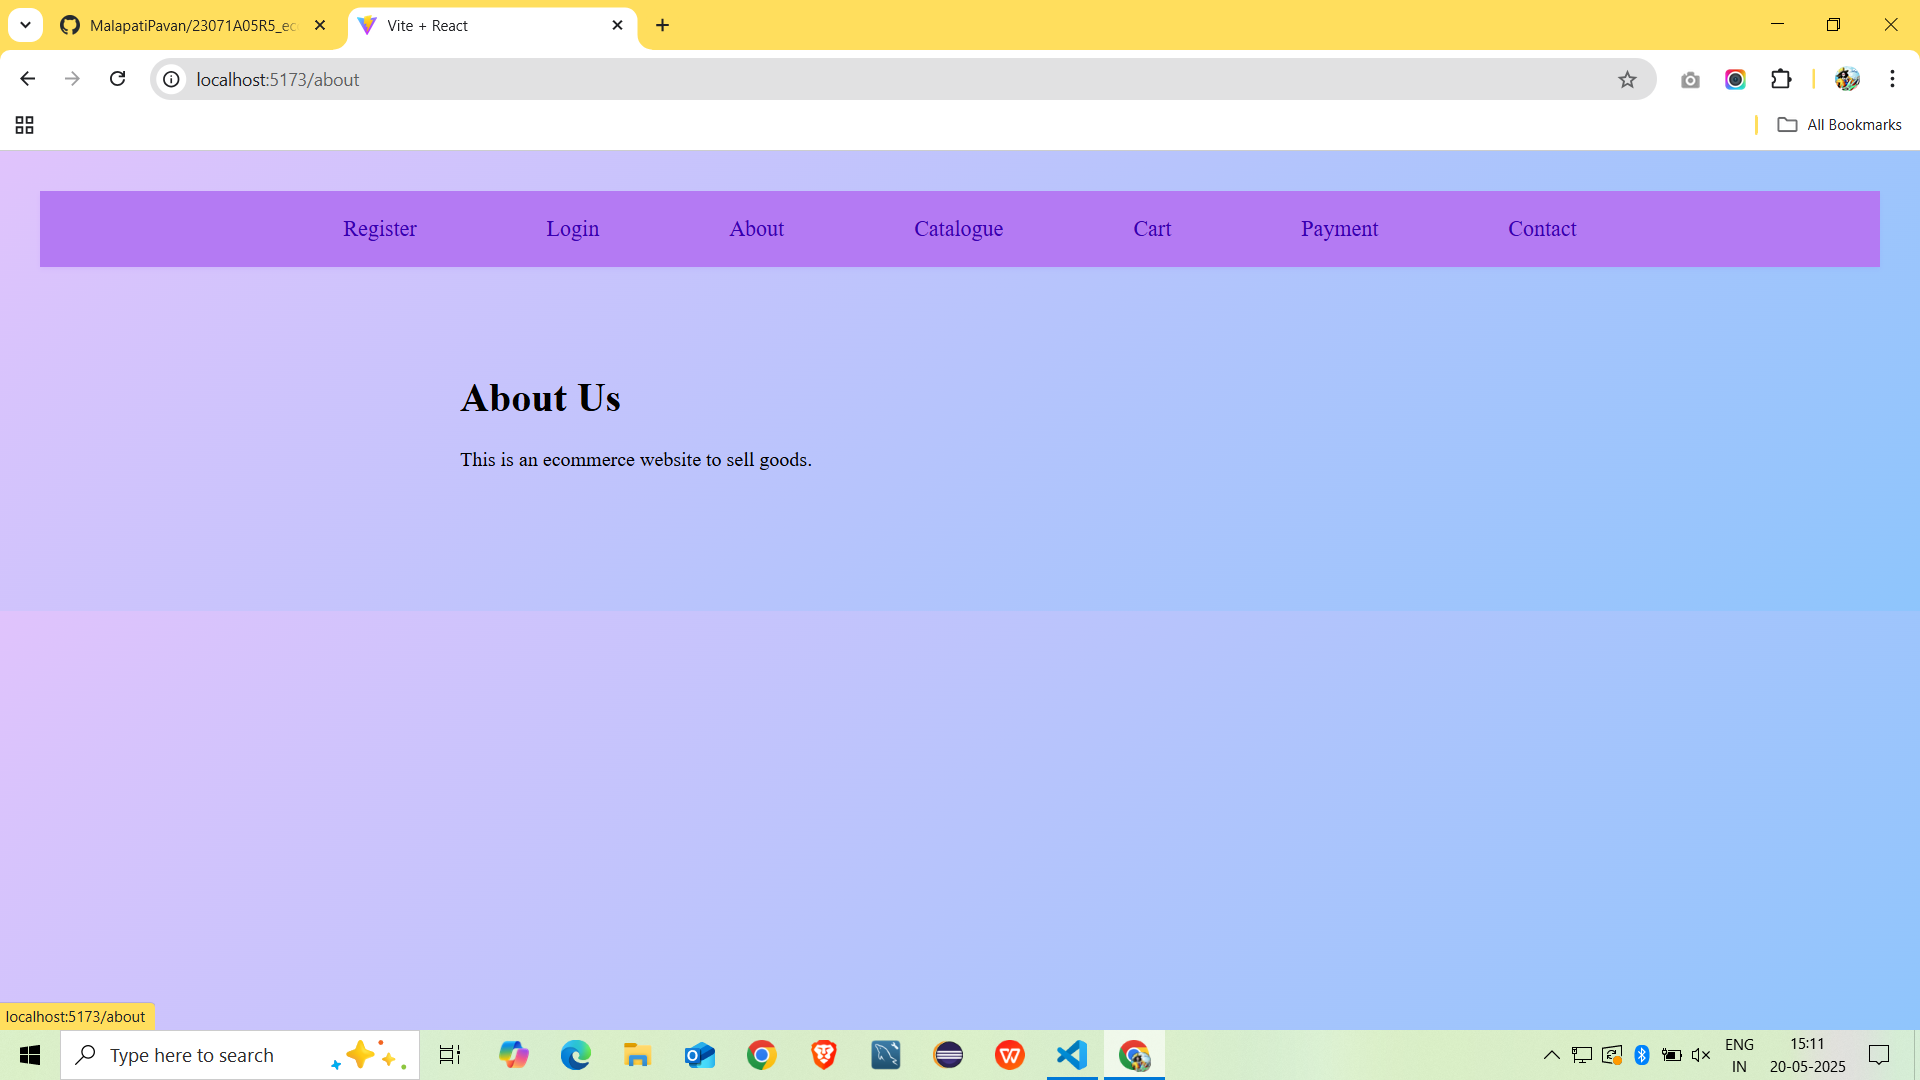 MalapatiPavan/23071A05R5_ec
Vite + React
localhost:5173/about
All Bookmarks
Register Login About Catalogue Cart Payment Contact
About Us
This is an ecommerce website to sell goods.
localhost:5173/about
Type here to search
ENG
IN
15:11
20-05-2025